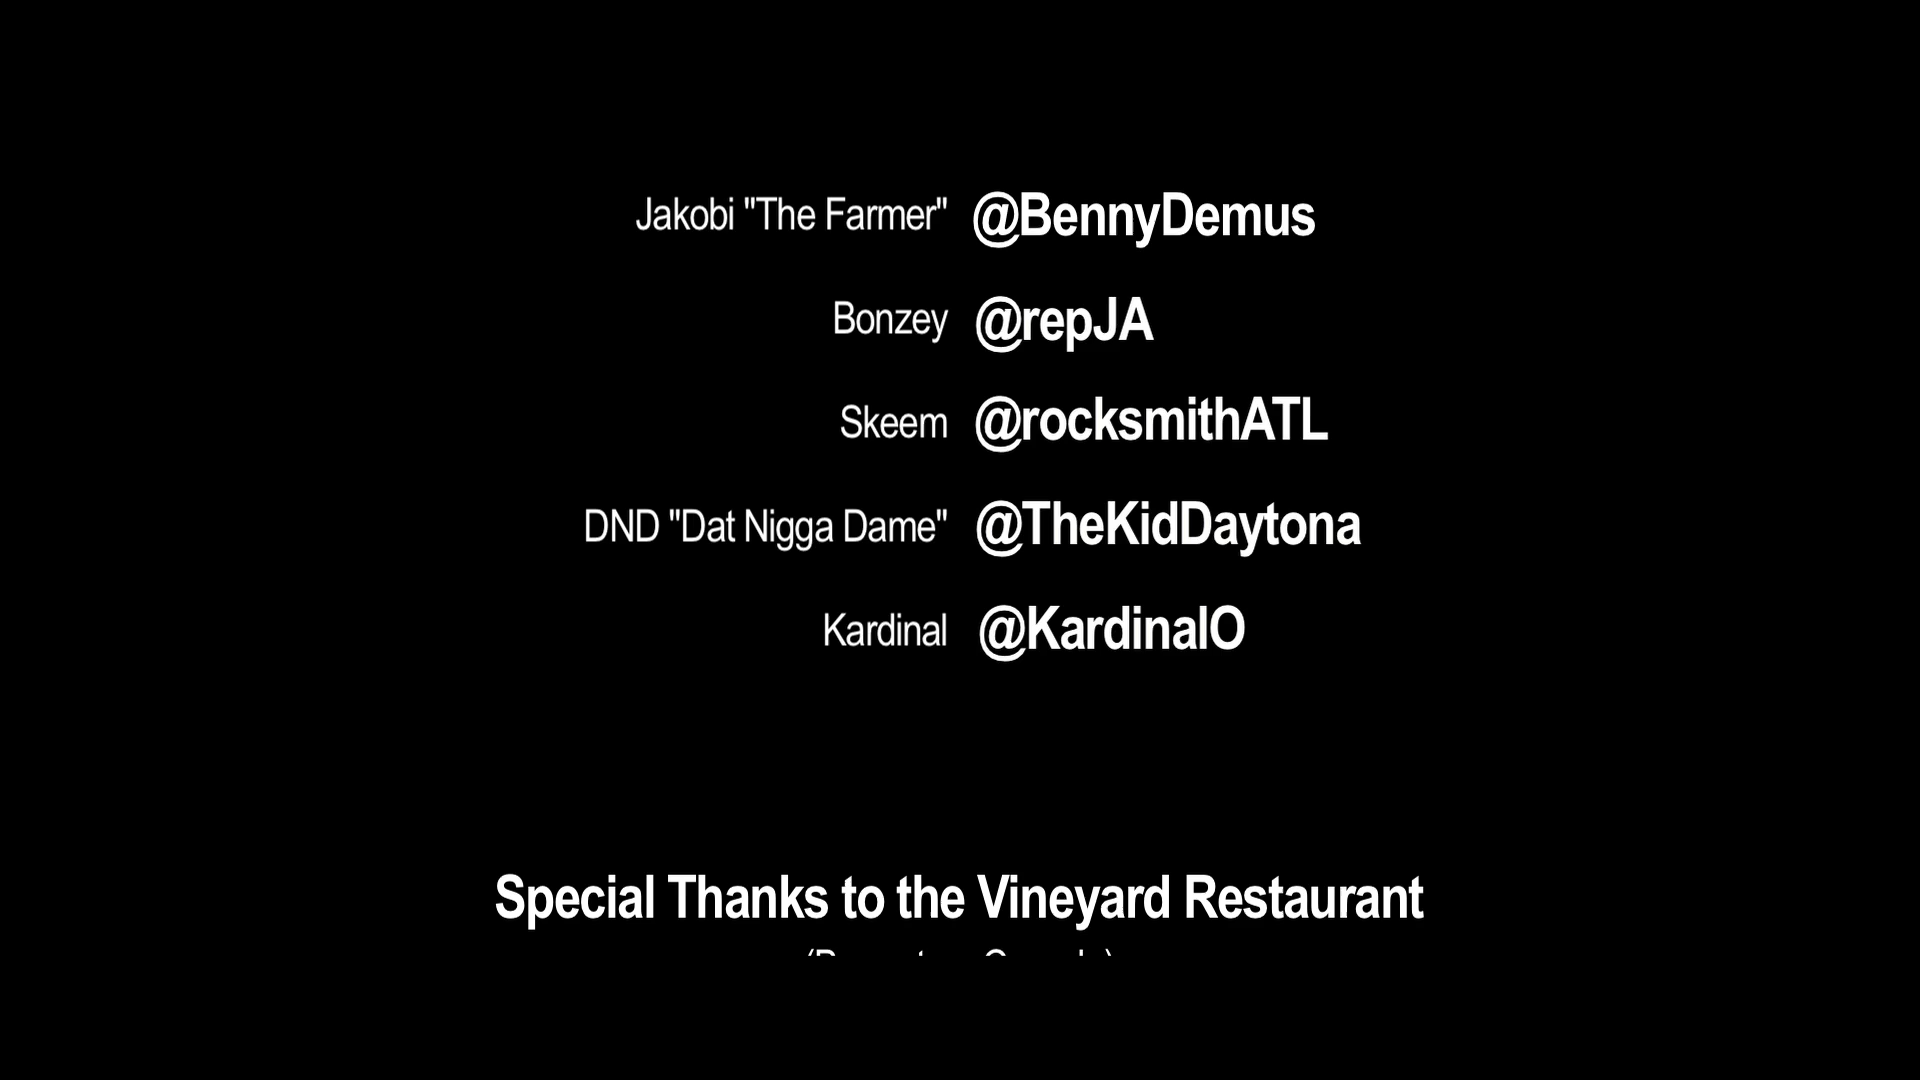 Jakobi "The Farmer" @BennyDemus
Bonzey @repJA
Skeem @rocksmithATL
DND "Dat Nigga Dame" @TheKidDaytona
Kardinal @KardinalO
Special Thanks to the Vineyard Restaurant